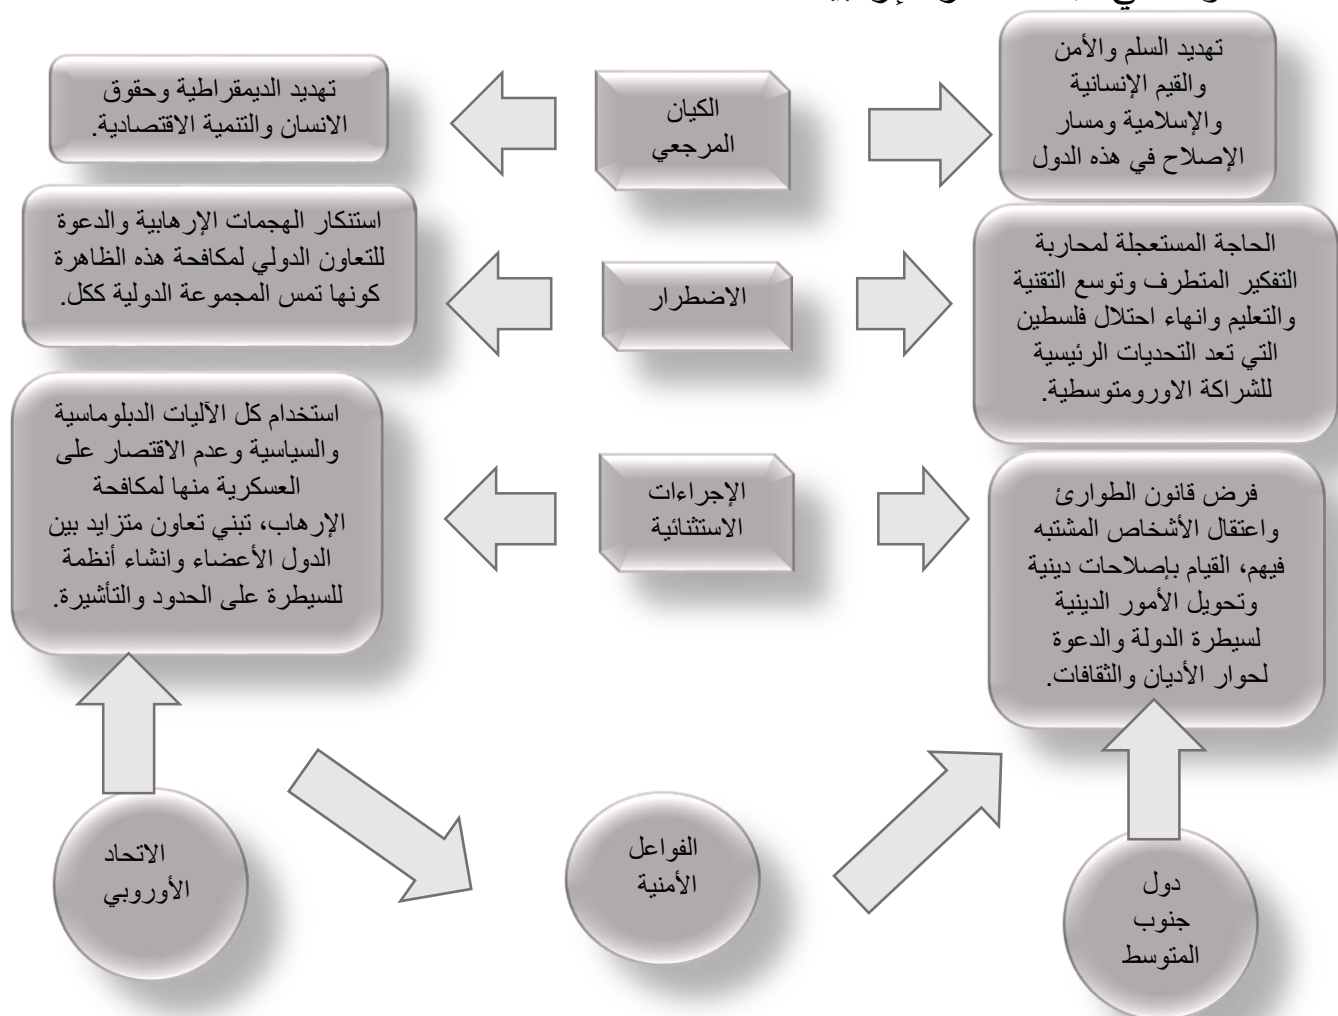 تهديد السلم والأمن
والقيم الإنسانية
والإسلامية ومسار
الإصلاح في هذه الدول
الكيان
المرجعي
تهديد الديمقراطية وحقوق
الانسان والتنمية الاقتصادية.
الحاجة المستعجلة لمحاربة
التفكير المتطرف وتوسع التقنية
والتعليم وانهاء احتلال فلسطين
التي تعد التحديات الرئيسية
للشراكة الاورومتوسطية.
الاضطرار
استنكار الهجمات الإرهابية والدعوة
للتعاون الدولي لمكافحة هذه الظاهرة
كونها تمس المجموعة الدولية ككل.
فرض قانون الطوارئ
واعتقال الأشخاص المشتبه
فيهم، القيام بإصلاحات دينية
وتحويل الأمور الدينية
لسيطرة الدولة والدعوة
لحوار الأديان والثقافات.
الإجراءات
الاستثنائية
استخدام كل الآليات الدبلوماسية
والسياسية وعدم الاقتصار على
العسكرية منها لمكافحة
الإرهاب، تبني تعاون متزايد بين
الدول الأعضاء وانشاء أنظمة
للسيطرة على الحدود والتأشيرة.
دول
جنوب
المتوسط
الفواعل
الأمنية
الاتحاد
الأوروبي